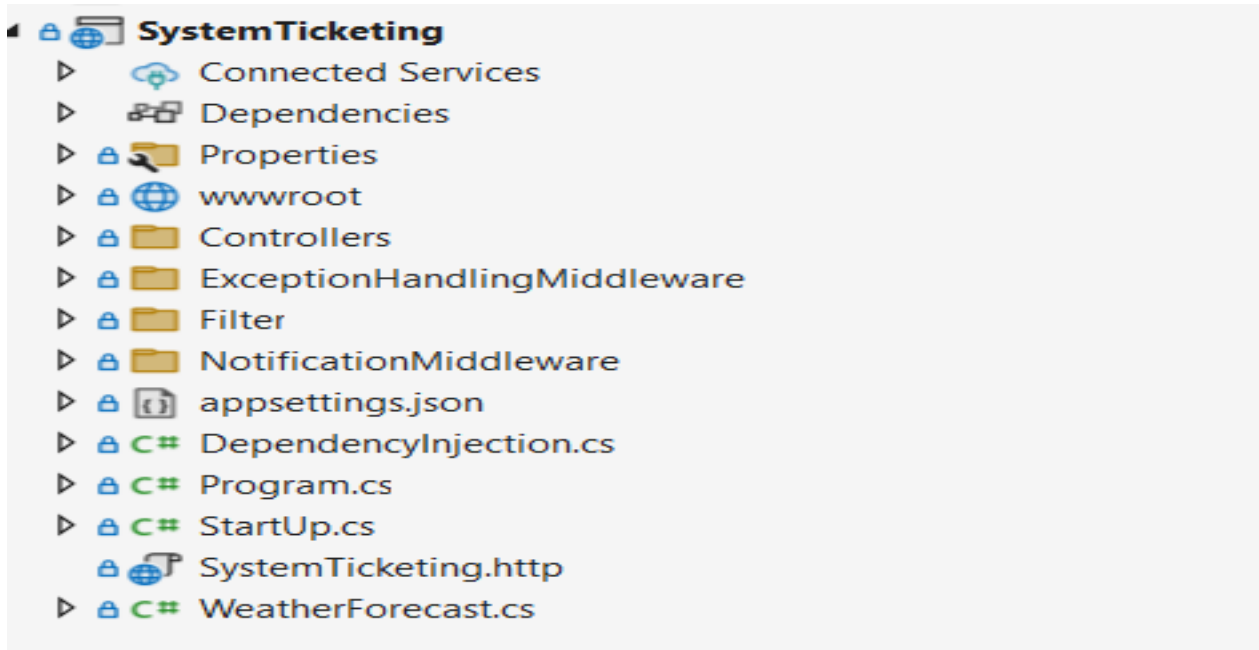 SystemTicketing
Connected Services
Dependencies
Properties
wwwroot
Controllers
ExceptionHandlingMiddleware
Filter
NotificationMiddleware
appsettings.json
C# DependencyInjection.cs
C# Program.cs
C# StartUp.cs
SystemTicketing.http
C# WeatherForecast.cs